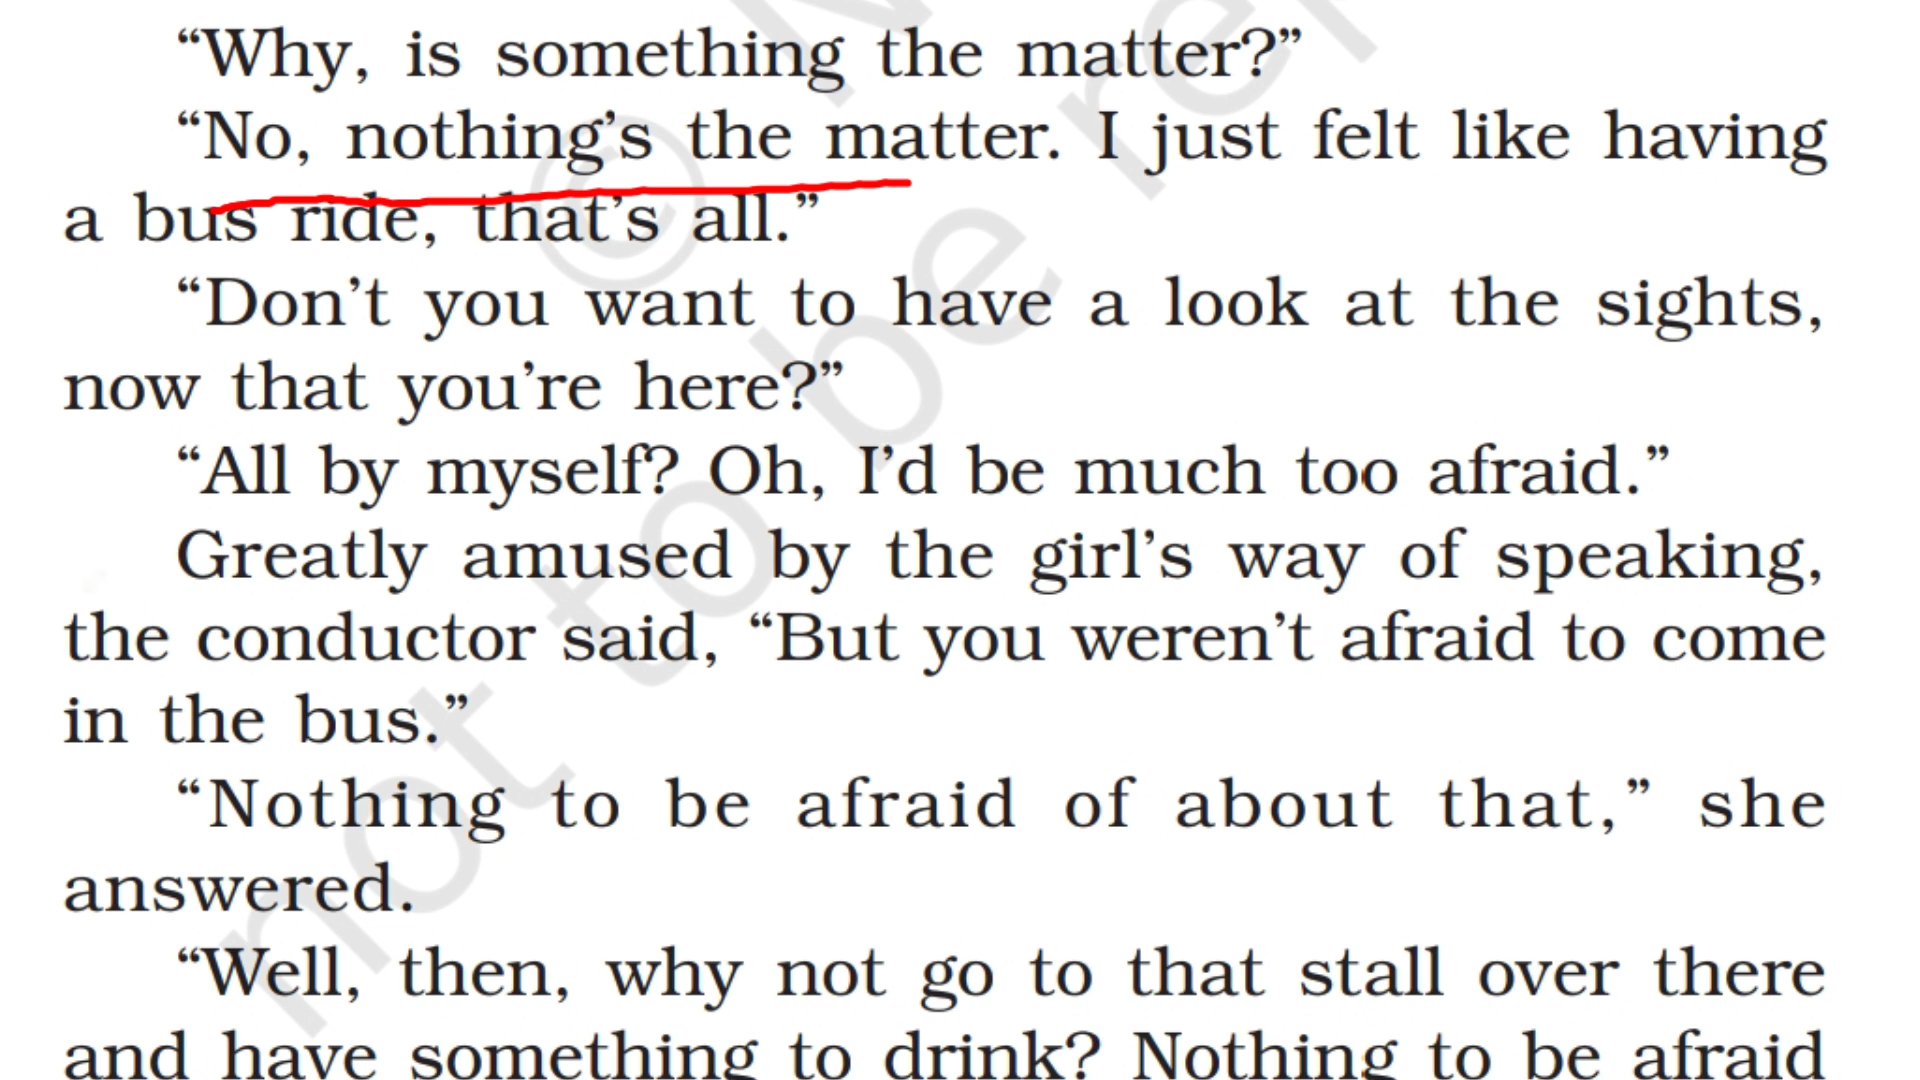 “Why, is something the matter?”
“No, nothing’s the matter. I just felt like having
a bus ride, that’s all.”
“Don’t you want to have a look at the sights,
now that you’re here?”
“All by myself? Oh, I’d be much too afraid.”
Greatly amused by the girl’s way of speaking,
the conductor said, “But you weren’t afraid to come
in the bus.”
“Nothing to be afraid of about that,” she
answered.
“Well, then, why not go to that stall over there
and have something to drink? Nothing to be afraid
©
not to be